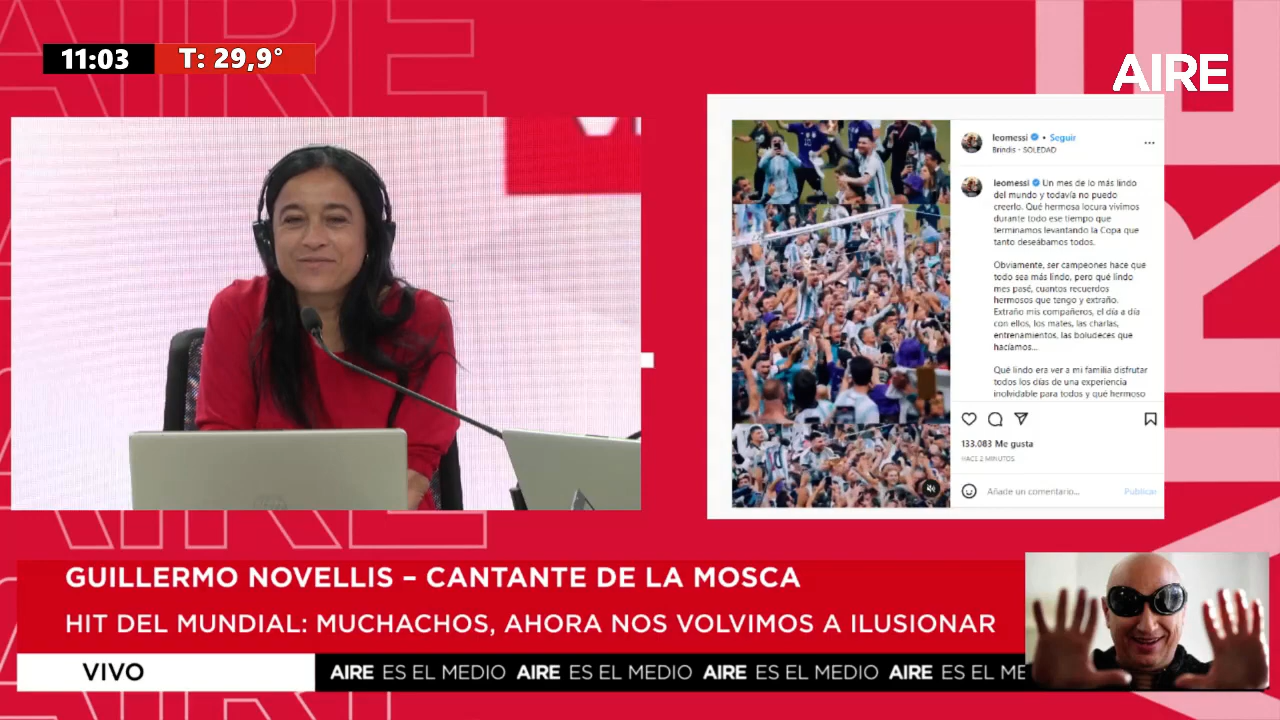 11:03 T: 29,9°
AIRE
leomessi • Seguir
Brindis - SOLEDAD
leomessi Un mes de lo más lindo
del mundo y todavía no puedo
creerlo. Qué hermosa locura vivimos
durante todo ese tiempo que
terminamos levantando la Copa que
tanto deseábamos todos.
Obviamente, ser campeones hace que
todo sea más lindo, pero qué lindo
mes pasé, cuantos recuerdos
hermosos que tengo y extraño.
Extraño mis compañeros, el día a día
con ellos, los mates, las charlas,
entrenamientos, las boludeces que
hacíamos...
Qué lindo era ver a mi familia disfrutar
todos los días de una experiencia
inolvidable para todos y qué hermoso
133.083 Me gusta
HACE 2 MINUTOS
Añade un comentario... Publicar
GUILLERMO NOVELLIS – CANTANTE DE LA MOSCA
HIT DEL MUNDIAL: MUCHACHOS, AHORA NOS VOLVIMOS A ILUSIONAR
VIVO AIRE ES EL MEDIO AIRE ES EL MEDIO AIRE ES EL MEDIO AIRE ES EL ME